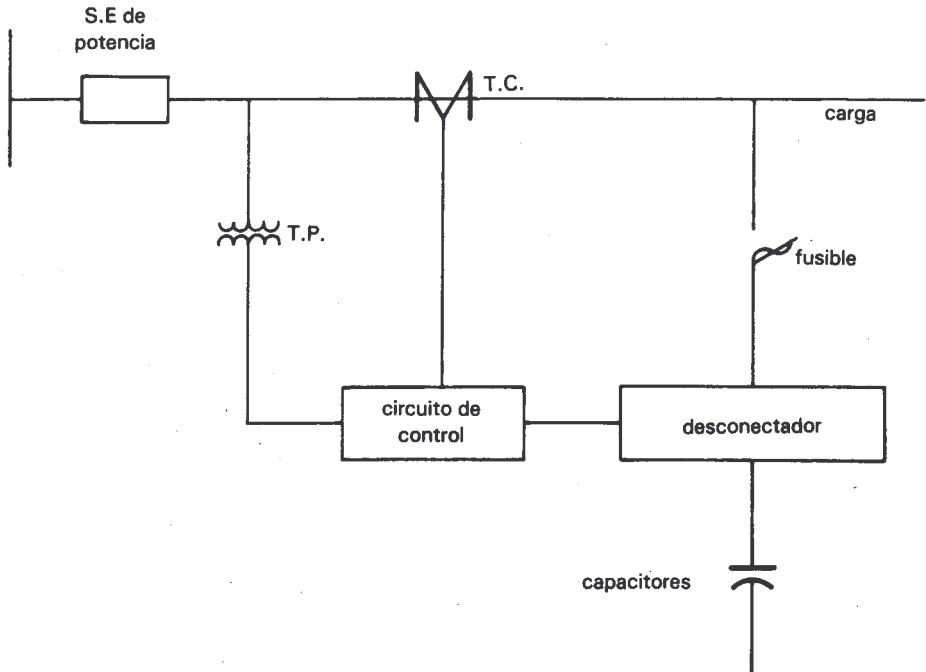 S.E de
potencia
T.C.
carga
T.P.
fusible
circuito de
control
desconectador
capacitores